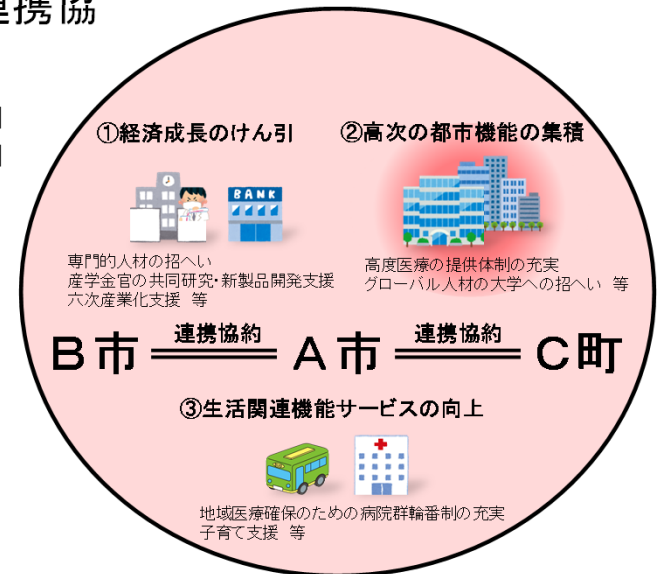 連携協
①経済成長のけん引
②高次の都市機能の集積
BANK
専門的人材の招へい
産学金官の共同研究・新製品開発支援
六次産業化支援 等
高度医療の提供体制の充実
グローバル人材の大学への招へい 等
B市 連携協約 A市 連携協約 C町
③生活関連機能サービスの向上
地域医療確保のための病院群輪番制の充実
子育て支援 等